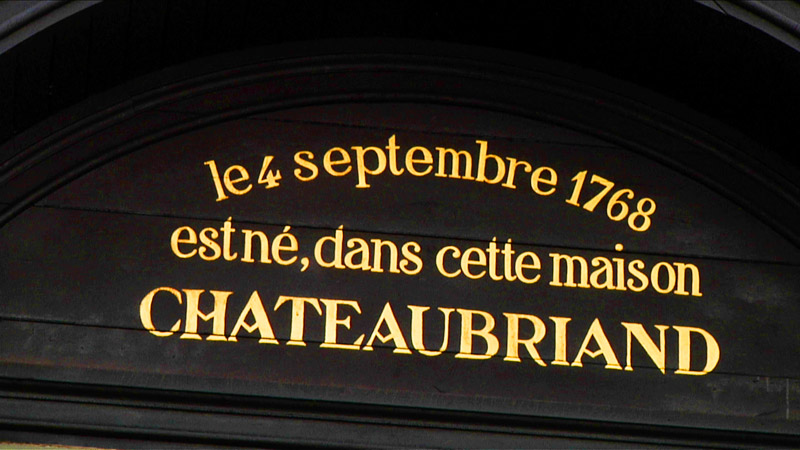 le 4 septembre 1768
est né, dans cette maison
CHATEAUBRIAND